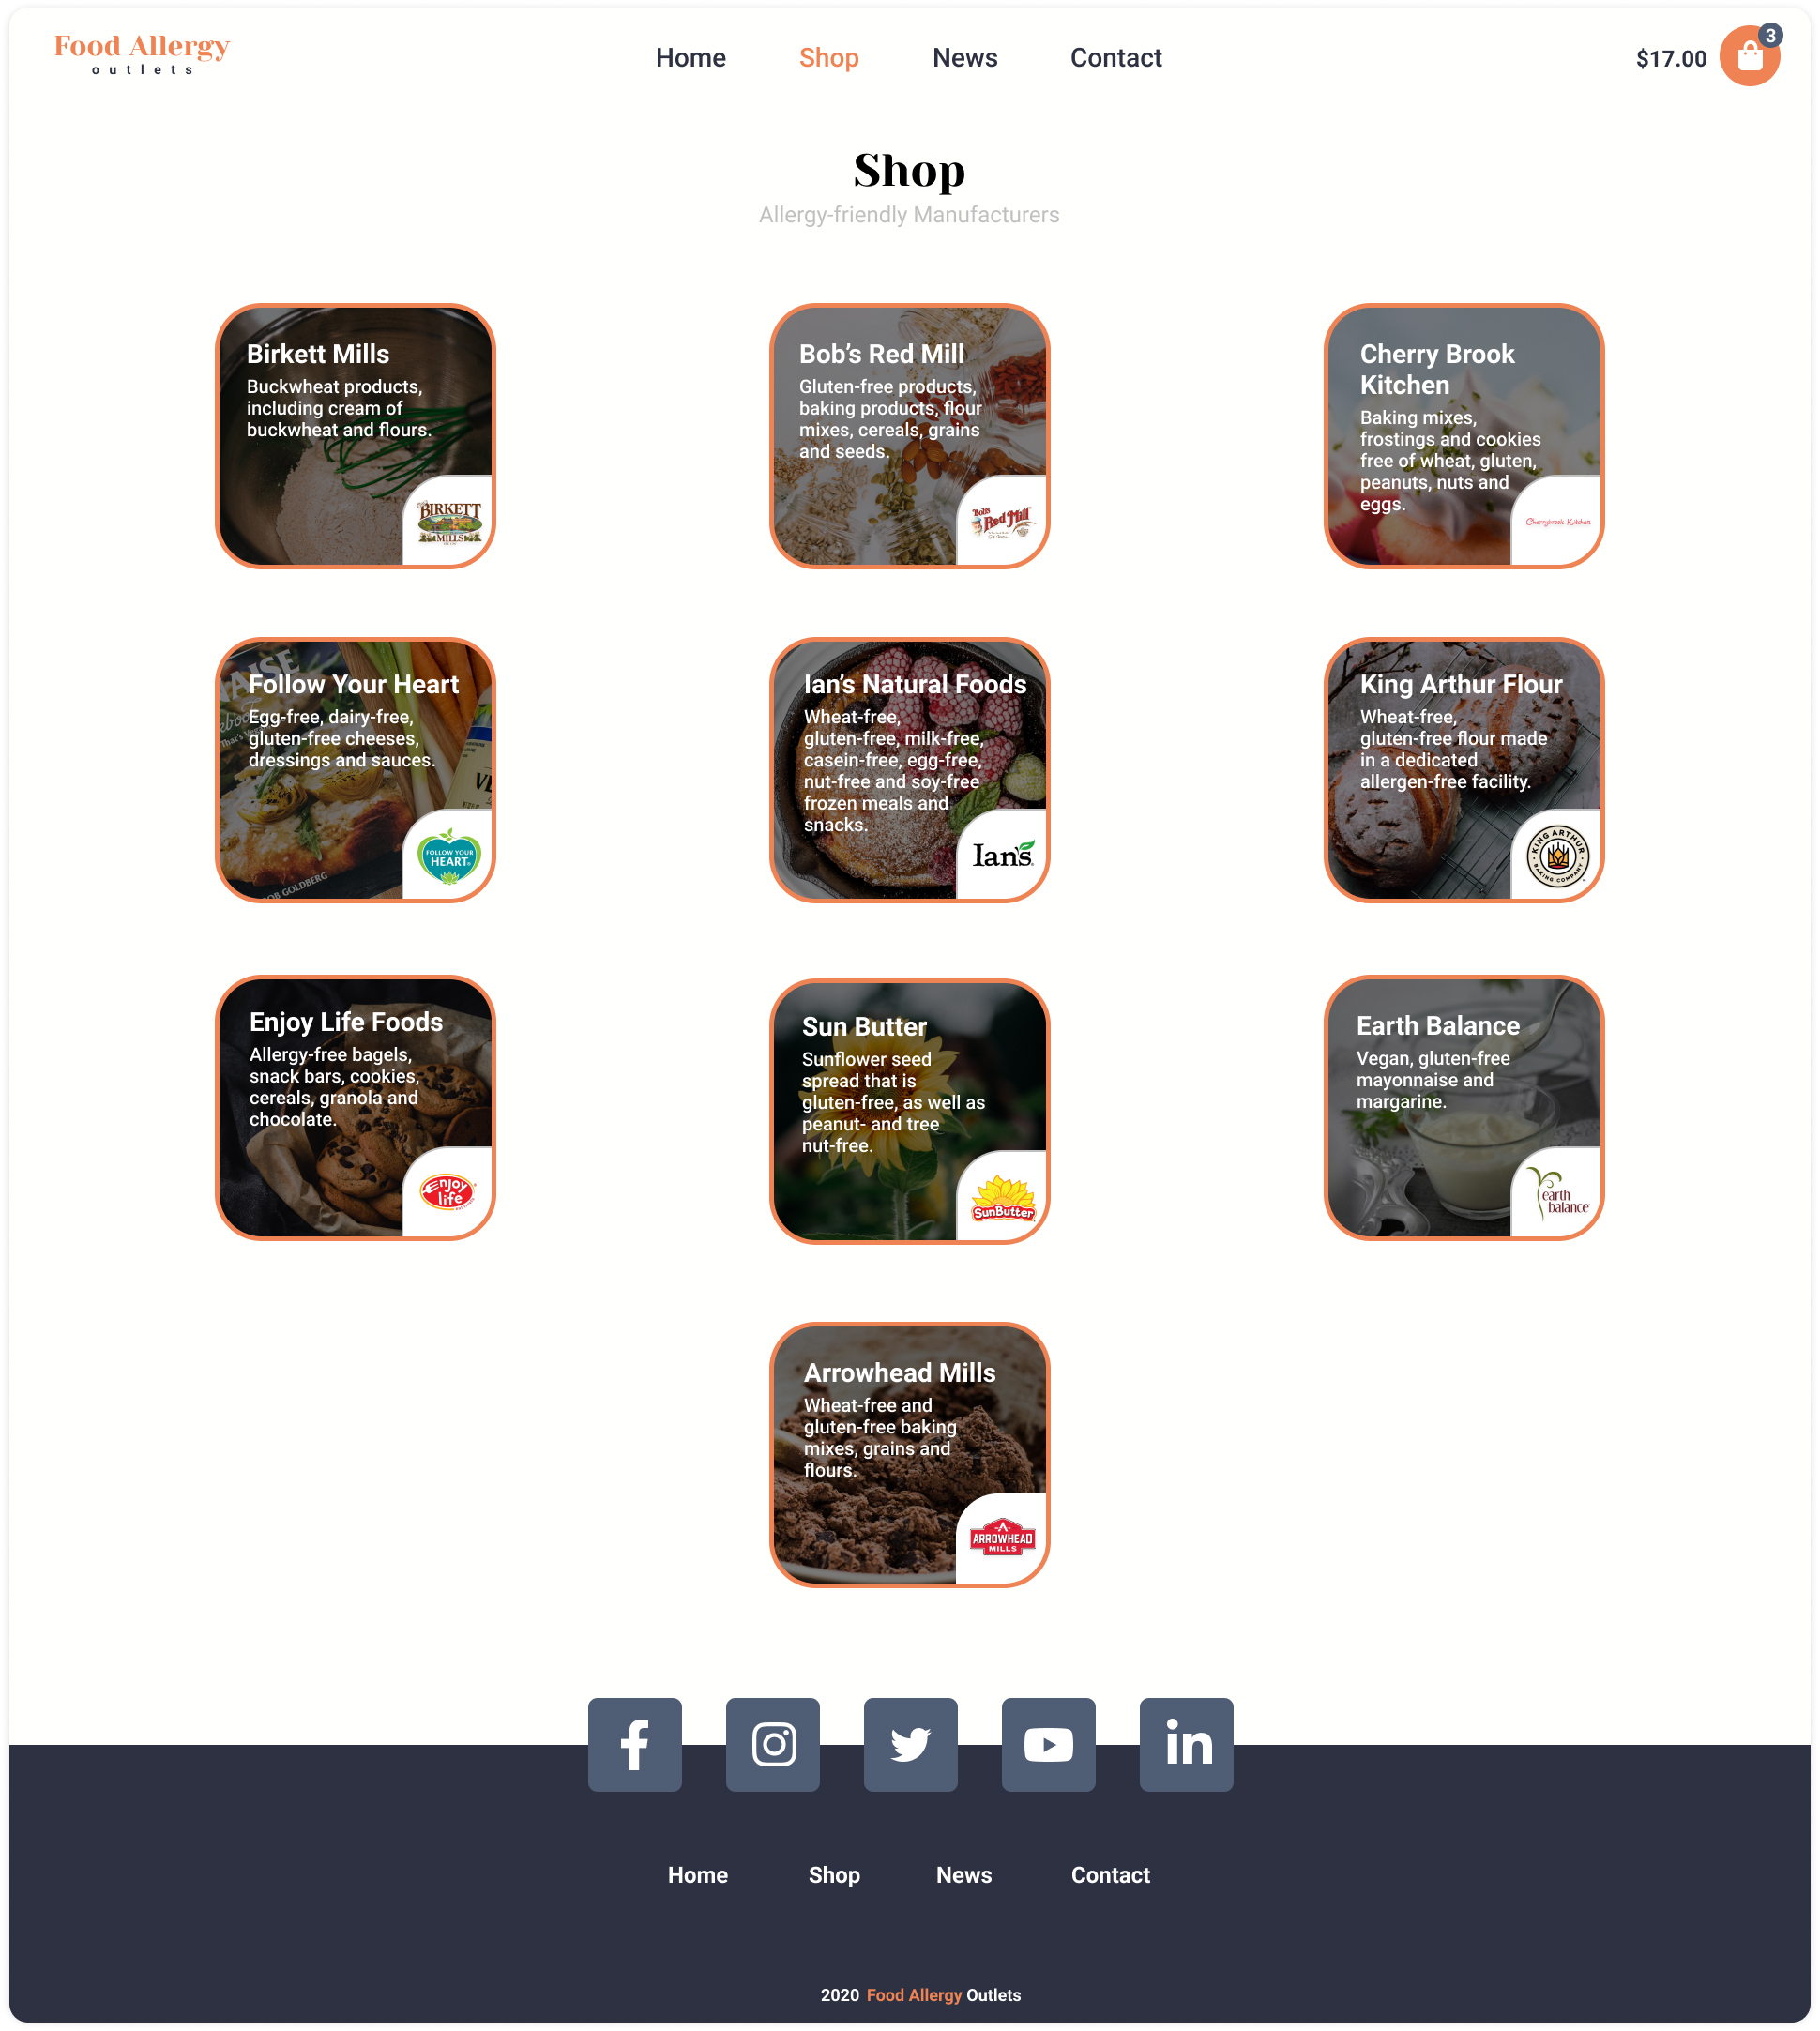 Food Allergy
outlets
Home Shop News Contact
$17.00
3
Shop
Allergy-friendly Manufacturers
Birkett Mills
Buckwheat products,
including cream of
buckwheat and flours.
BIRKETT
MILLS
Bob’s Red Mill
Gluten-free products,
baking products, flour
mixes, cereals, grains
and seeds.
Bob's
Red Mill
Cherry Brook
Kitchen
Baking mixes,
frostings and cookies
free of wheat, gluten,
peanuts, nuts and
eggs.
Cherrybrook Kitchen
Follow Your Heart
Egg-free, dairy-free,
gluten-free cheeses,
dressings and sauces.
That's
OB GOLDBERG
FOLLOW YOUR
HEART
Ian’s Natural Foods
Wheat-free,
gluten-free, milk-free,
casein-free, egg-free,
nut-free and soy-free
frozen meals and
snacks.
Ian's
King Arthur Flour
Wheat-free,
gluten-free flour made
in a dedicated
allergen-free facility.
KING ARTHUR
BAKING COMPANY
Enjoy Life Foods
Allergy-free bagels,
snack bars, cookies,
cereals, granola and
chocolate.
Enjoy
life
Sun Butter
Sunflower seed
spread that is
gluten-free, as well as
peanut- and tree
nut-free.
SunButter
Earth Balance
Vegan, gluten-free
mayonnaise and
margarine.
earth
balance
Arrowhead Mills
Wheat-free and
gluten-free baking
mixes, grains and
flours.
ARROWHEAD
MILLS
Home Shop News Contact
2020 Food Allergy Outlets